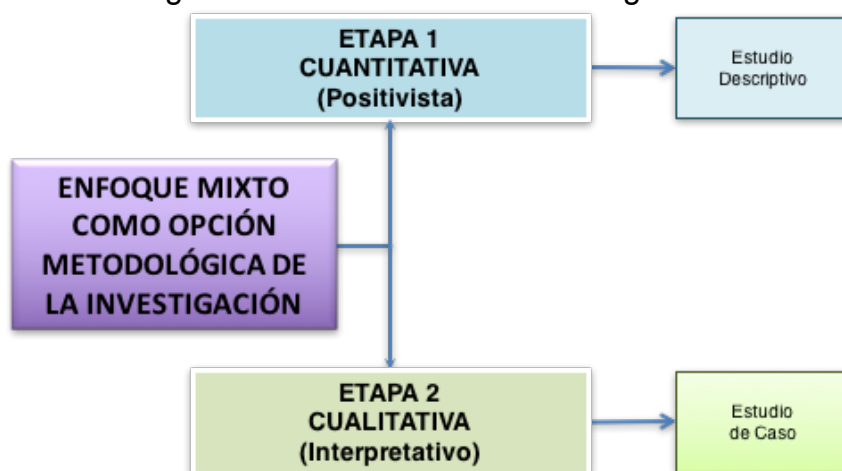 ETAPA 1
CUANTITATIVA
(Positivista)
Estudio
Descriptivo
ENFOQUE MIXTO
COMO OPCIÓN
METODOLÓGICA DE
LA INVESTIGACIÓN
ETAPA 2
CUALITATIVA
(Interpretativo)
Estudio
de Caso